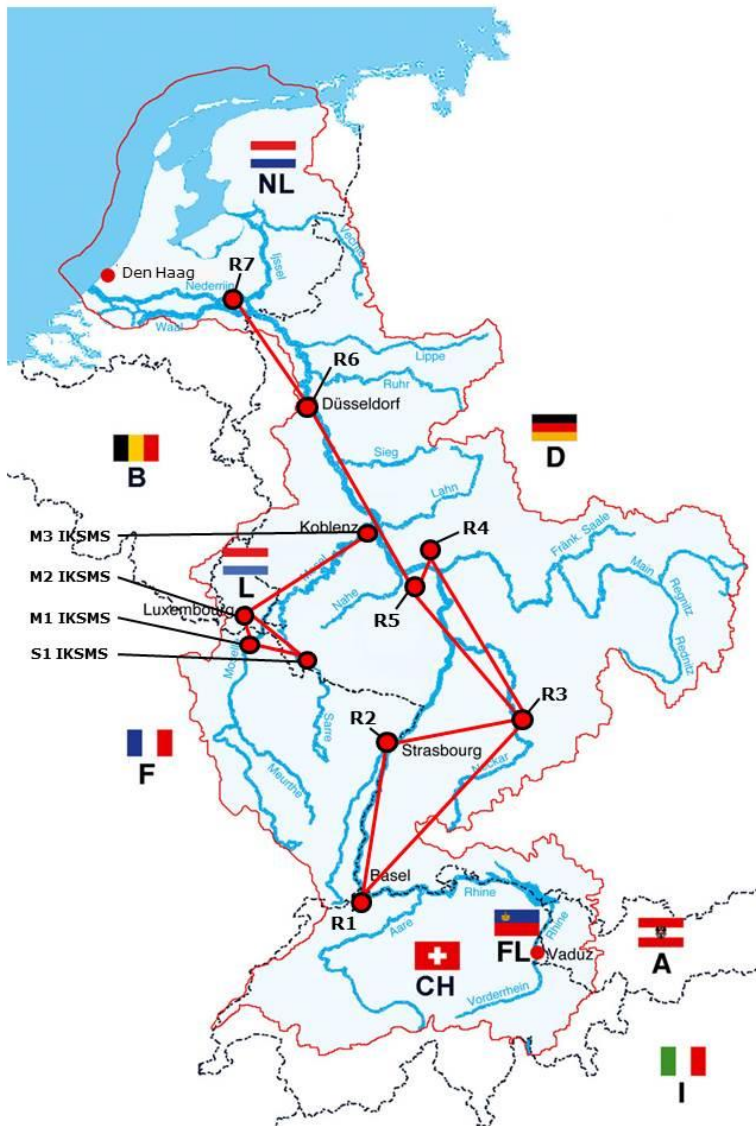 NL
Den Haag
R7
Nederrijn
IJssel
Vecht
Waal
R6
Lippe
Ruhr
Düsseldorf
B
D
Sieg
Lahn
M3 IKSMS
Koblenz
R4
Fränk. Saale
M2 IKSMS
L
Mosel
Main
Nahe
Regnitz
Luxembourg
R5
M1 IKSMS
Rednitz
S1 IKSMS
R3
F
Sarre
R2
Strasbourg
Neckar
Meurthe
Basel
Rhine
R1
Aare
Rhine
FL
Vaduz
A
CH
Vorderrhein
I